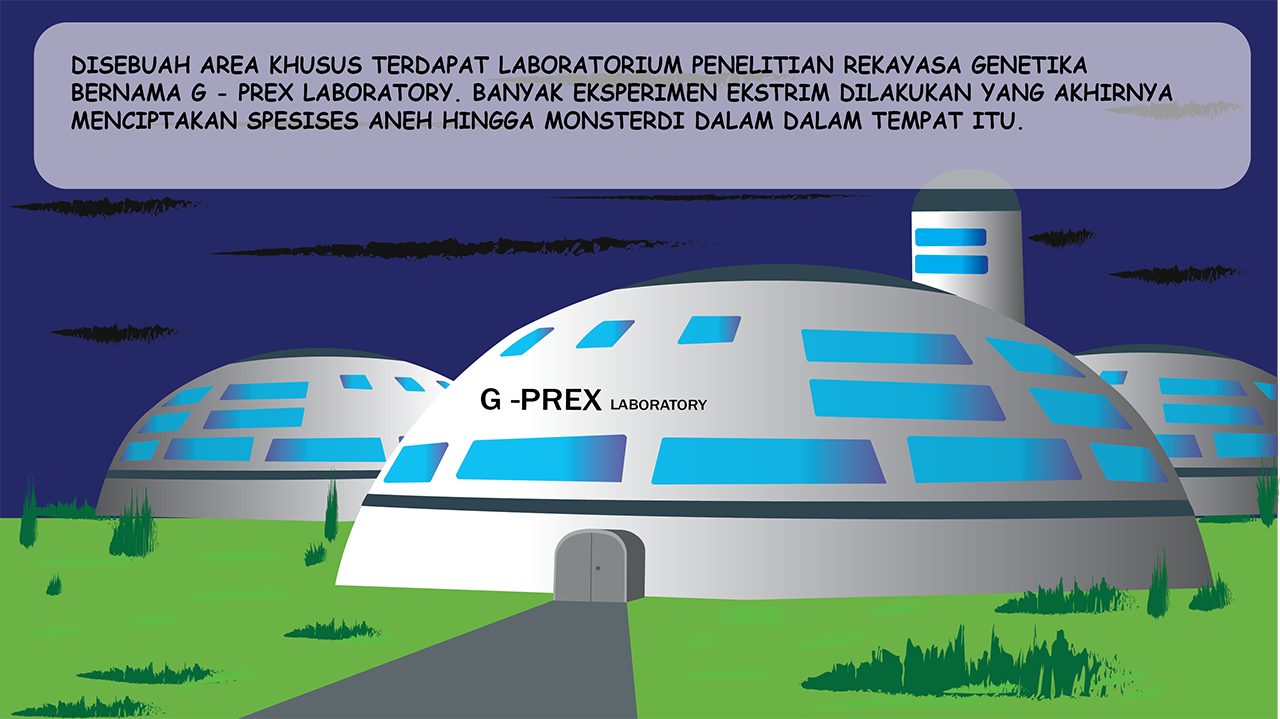 DISEBUAH AREA KHUSUS TERDAPAT LABORATORIUM PENELITIAN REKAYASA GENETIKA
BERNAMA G - PREX LABORATORY. BANYAK EKSPERIMEN EKSTRIM DILAKUKAN YANG AKHIRNYA
MENCIPTAKAN SPESISES ANEH HINGGA MONSTERDI DALAM DALAM TEMPAT ITU.
G -PREX LABORATORY